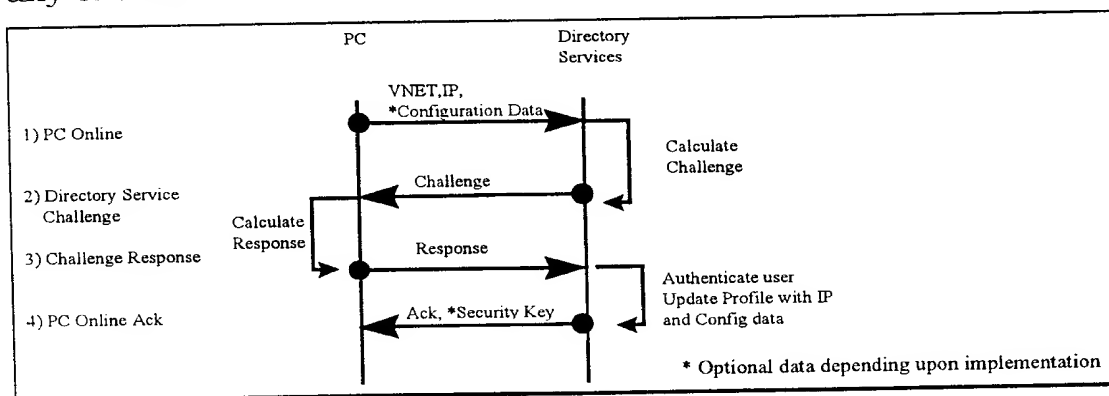 PC
Directory
Services
VNET,IP,
*Configuration Data
1) PC Online
Calculate
Challenge
2) Directory Service
Challenge
Challenge
Calculate
Response
3) Challenge Response
Response
Authenticate user
Update Profile with IP
and Config data
4) PC Online Ack
Ack, *Security Key
* Optional data depending upon implementation